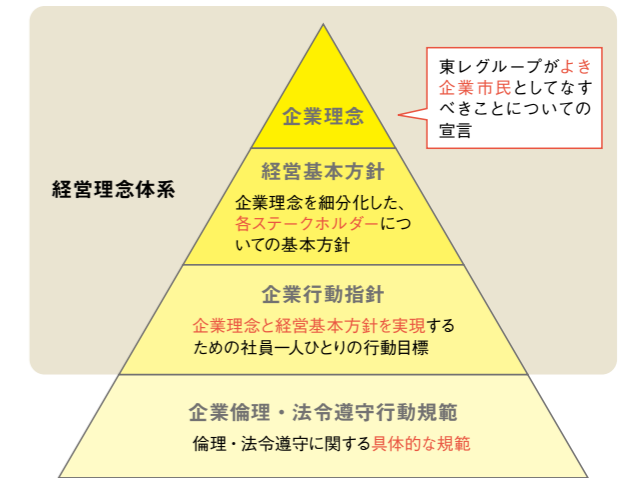 企業理念
東レグループがよき
企業市民としてなす
べきことについての
宣言
経営理念体系
経営基本方針
企業理念を細分化した、
各ステークホルダーにつ
いての基本方針
企業行動指針
企業理念と経営基本方針を実現する
ための社員一人ひとりの行動目標
企業倫理・法令遵守行動規範
倫理・法令遵守に関する具体的な規範